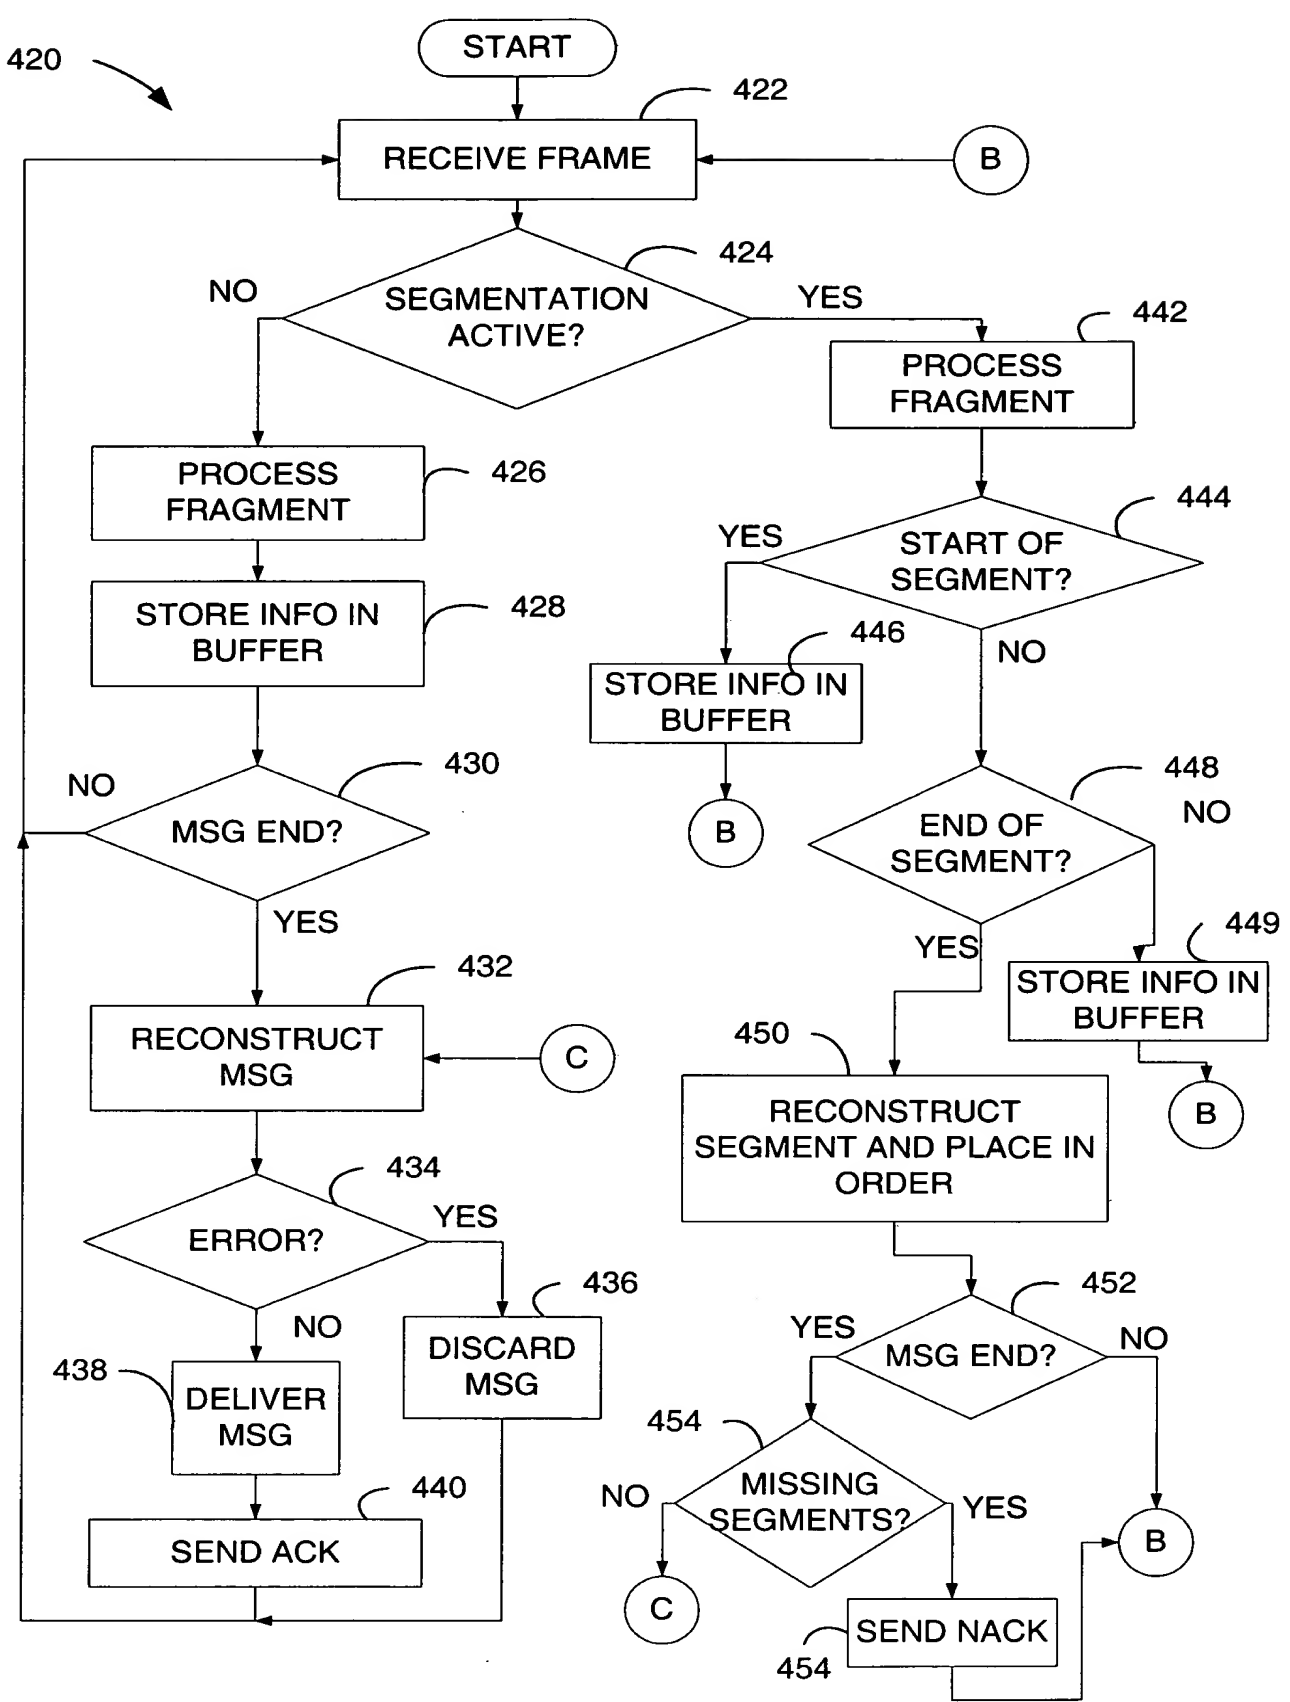 START
420
422
RECEIVE FRAME
B
424
NO
SEGMENTATION
ACTIVE?
YES
442
PROCESS
FRAGMENT
PROCESS
FRAGMENT
426
444
YES
START OF
SEGMENT?
STORE INFO IN
BUFFER
428
446
NO
STORE INFO IN
BUFFER
430
NO
MSG END?
YES
B
448
NO
END OF
SEGMENT?
YES
449
STORE INFO IN
BUFFER
B
432
RECONSTRUCT
MSG
C
450
RECONSTRUCT
SEGMENT AND PLACE IN
ORDER
434
ERROR?
YES
NO
436
DISCARD
MSG
438
DELIVER
MSG
440
SEND ACK
452
YES
MSG END?
NO
454
MISSING
SEGMENTS?
NO
YES
B
C
SEND NACK
454